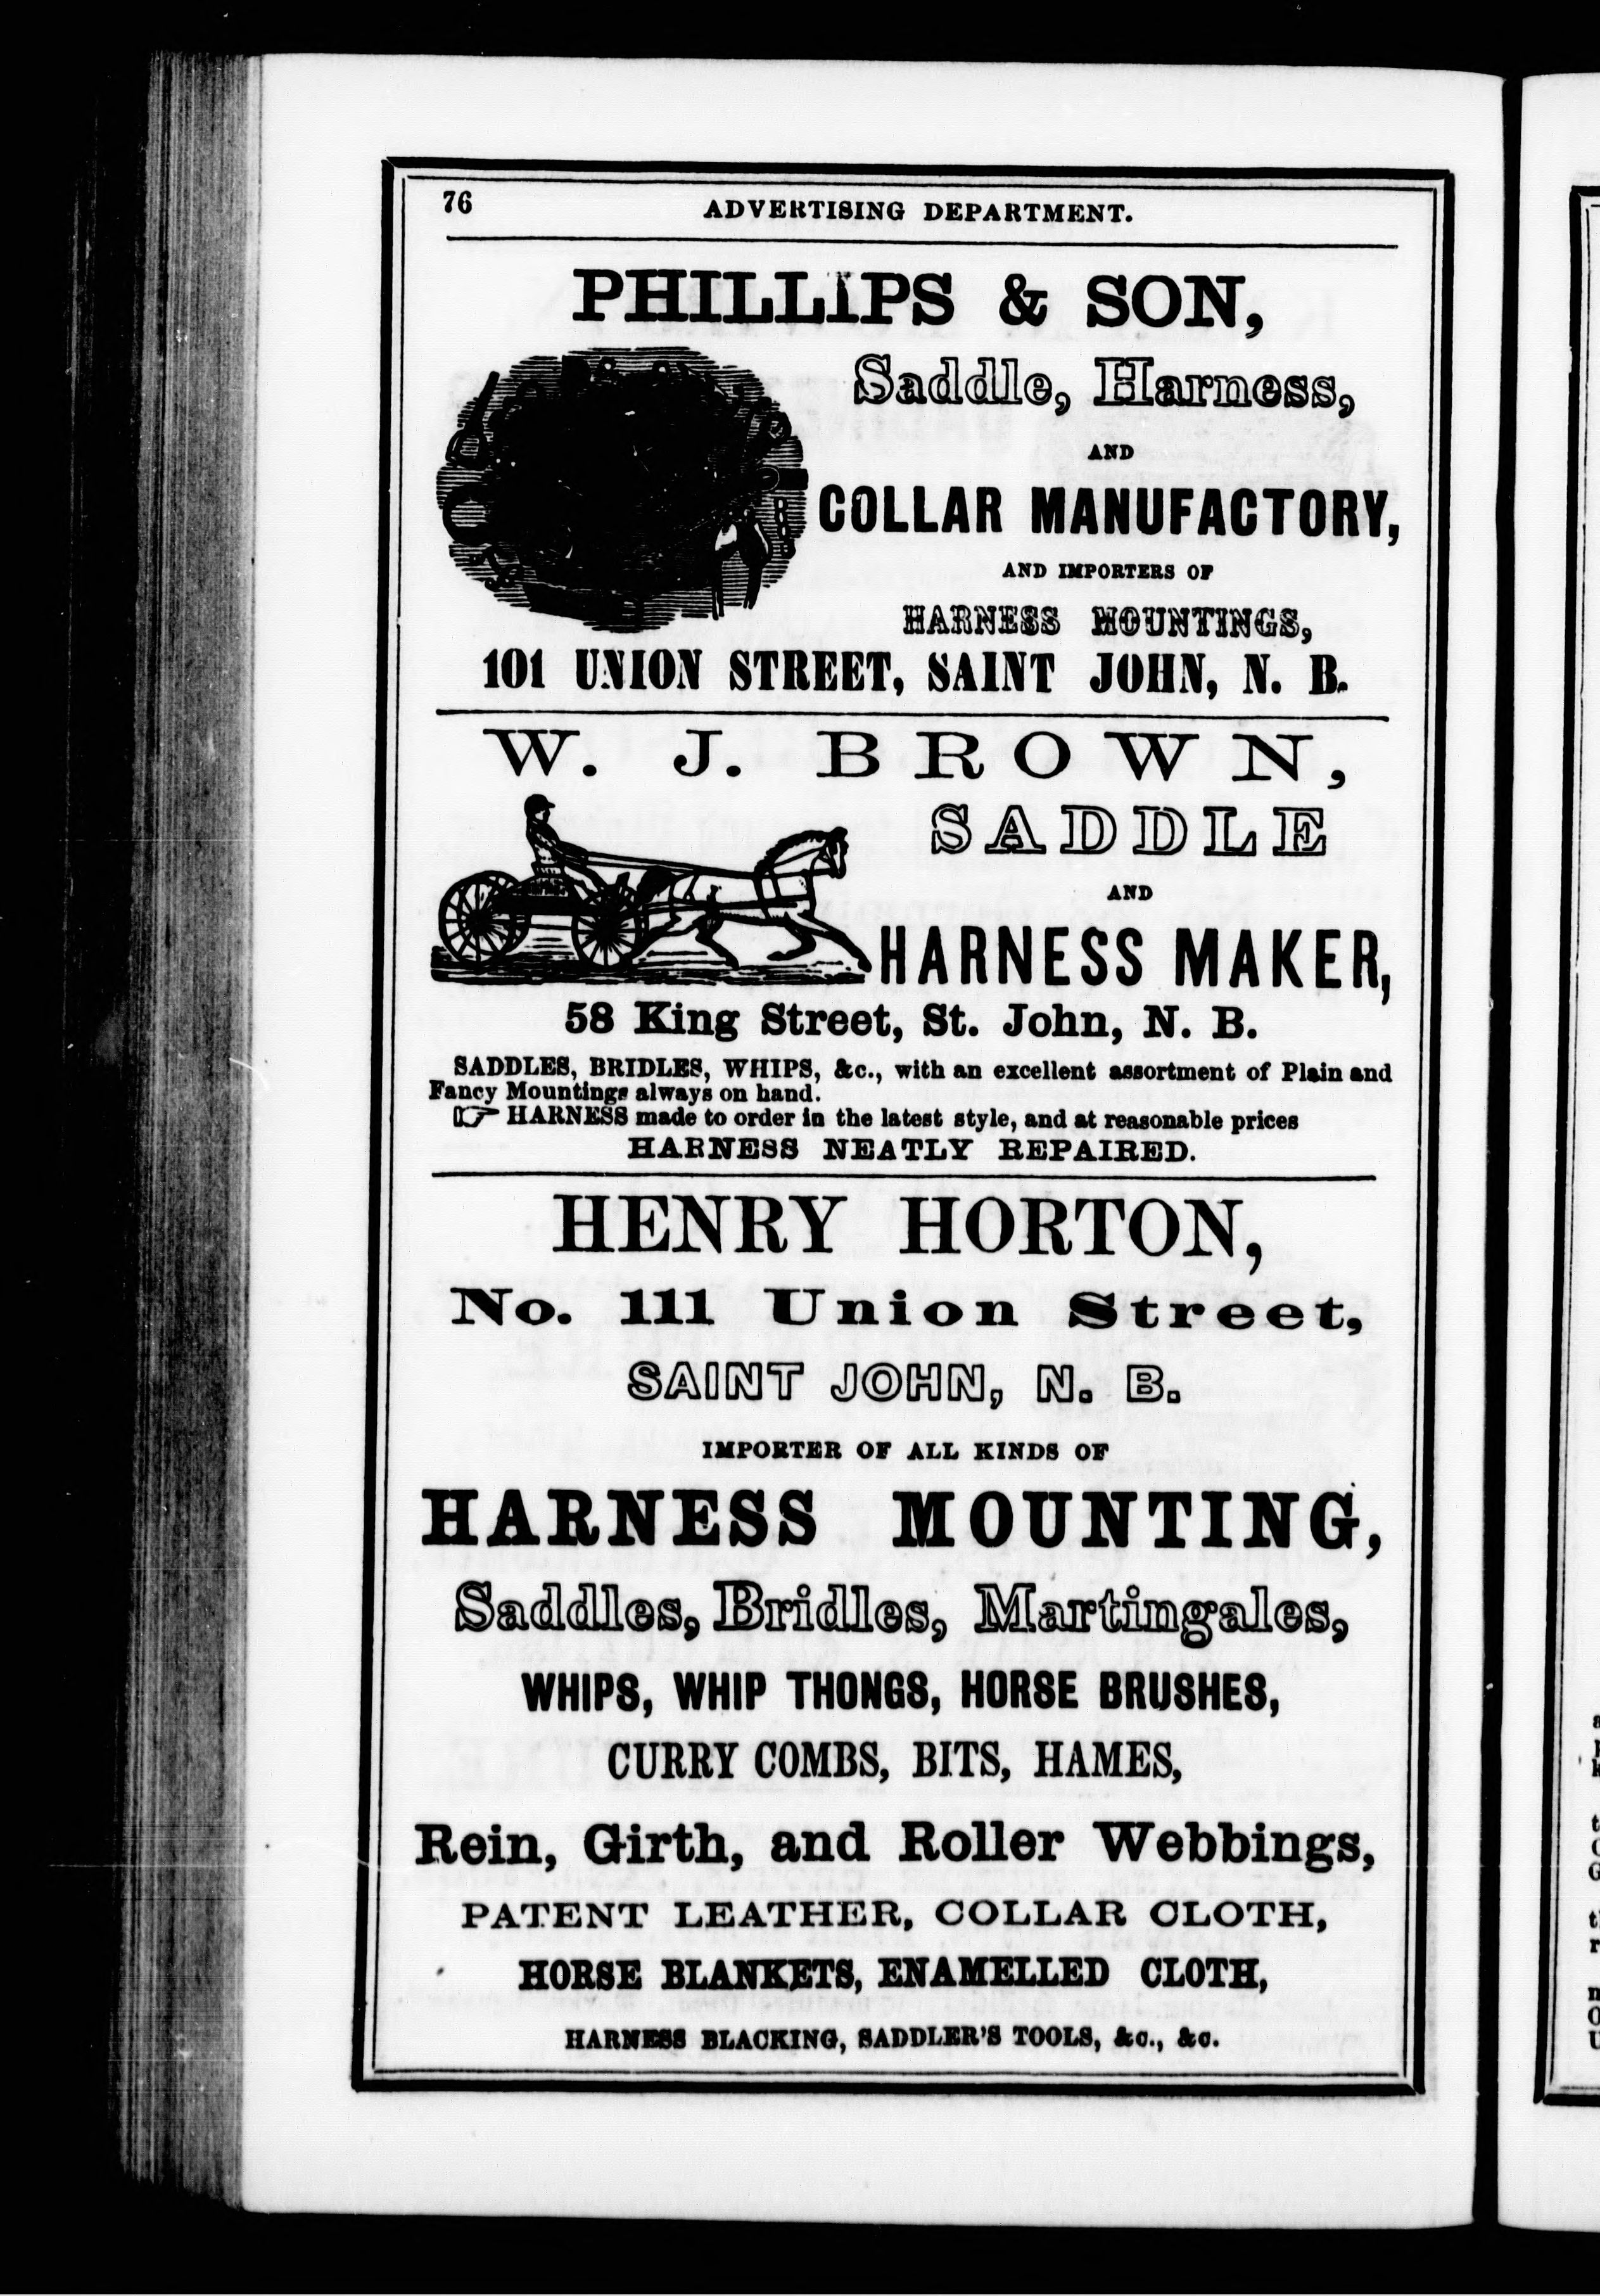 76
ADVERTISING DEPARTMENT.
PHILLIPS & SON,
Saddle, Harness,
AND
COLLAR MANUFACTORY,
AND IMPORTERS OF
HARNESS MOUNTINGS,
101 UNION STREET, SAINT JOHN, N. B.
W. J. BROWN,
SADDLE
AND
HARNESS MAKER,
58 King Street, St. John, N. B.
SADDLES, BRIDLES, WHIPS, &c., with an excellent assortment of Plain and
Fancy Mountings always on hand.
☞ HARNESS made to order in the latest style, and at reasonable prices
HARNESS NEATLY REPAIRED.
HENRY HORTON,
No. 111 Union Street,
SAINT JOHN, N. B.
IMPORTER OF ALL KINDS OF
HARNESS MOUNTING,
Saddles, Bridles, Martingales,
WHIPS, WHIP THONGS, HORSE BRUSHES,
CURRY COMBS, BITS, HAMES,
Rein, Girth, and Roller Webbings,
PATENT LEATHER, COLLAR CLOTH,
HORSE BLANKETS, ENAMELLED CLOTH,
HARNESS BLACKING, SADDLER'S TOOLS, &c., &c.